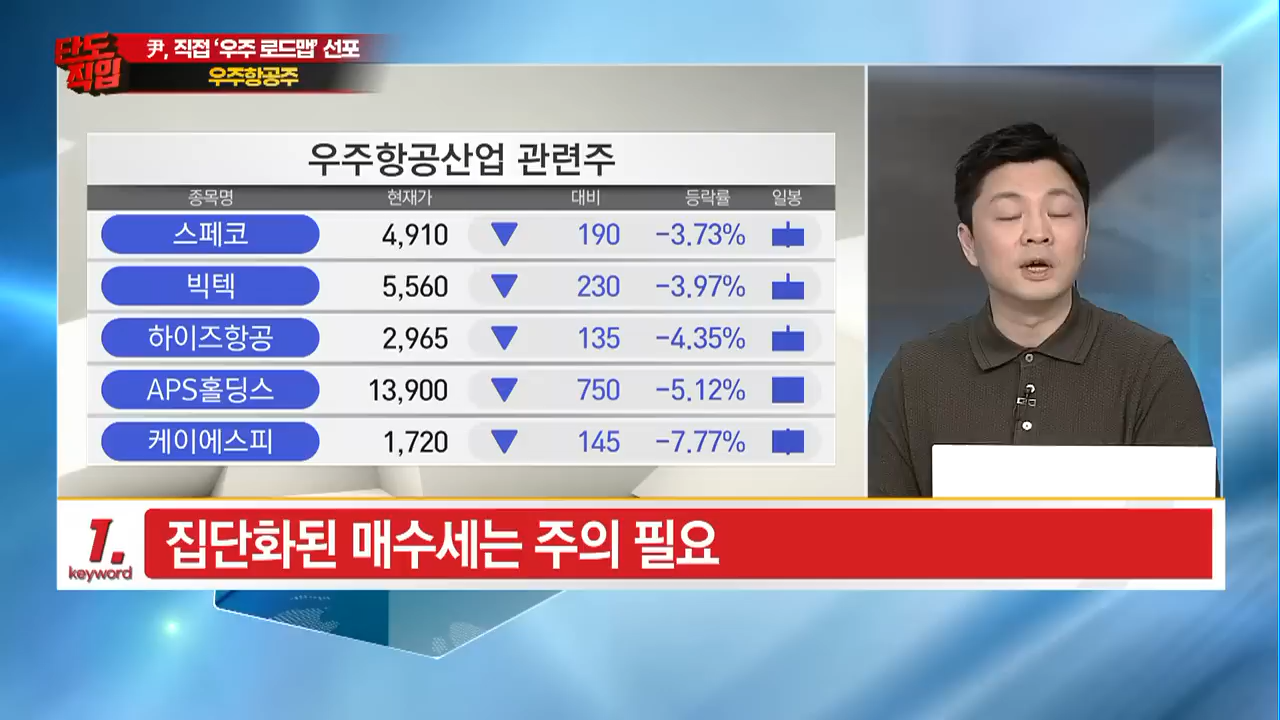 단도
직입
尹, 직접 ‘우주 로드맵’ 선포
우주항공주
우주항공산업 관련주
종목명 현재가 대비 등락률 일봉
스페코 4,910 ▼ 190 −3.73%
빅텍 5,560 ▼ 230 −3.97%
하이즈항공 2,965 ▼ 135 −4.35%
APS홀딩스 13,900 ▼ 750 −5.12%
케이에스피 1,720 ▼ 145 −7.77%
1.
keyword
집단화된 매수세는 주의 필요